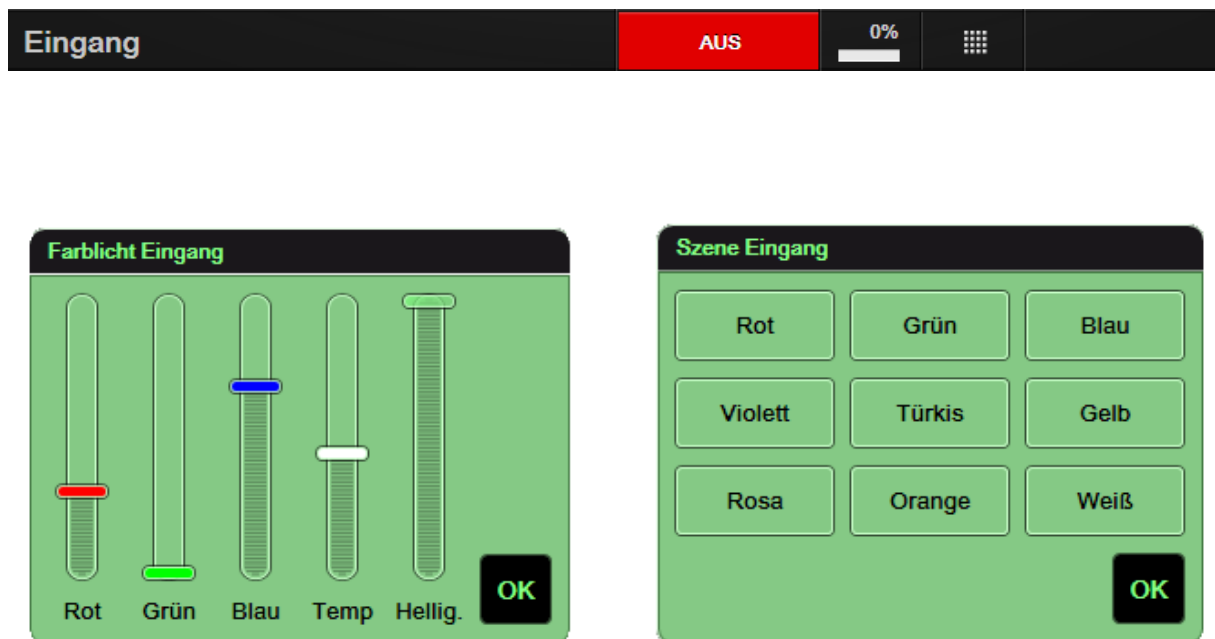 Eingang AUS 0%
Farblicht Eingang
Rot Grün Blau Temp Hellig. OK
Szene Eingang
Rot Grün Blau
Violett Türkis Gelb
Rosa Orange Weiß
OK